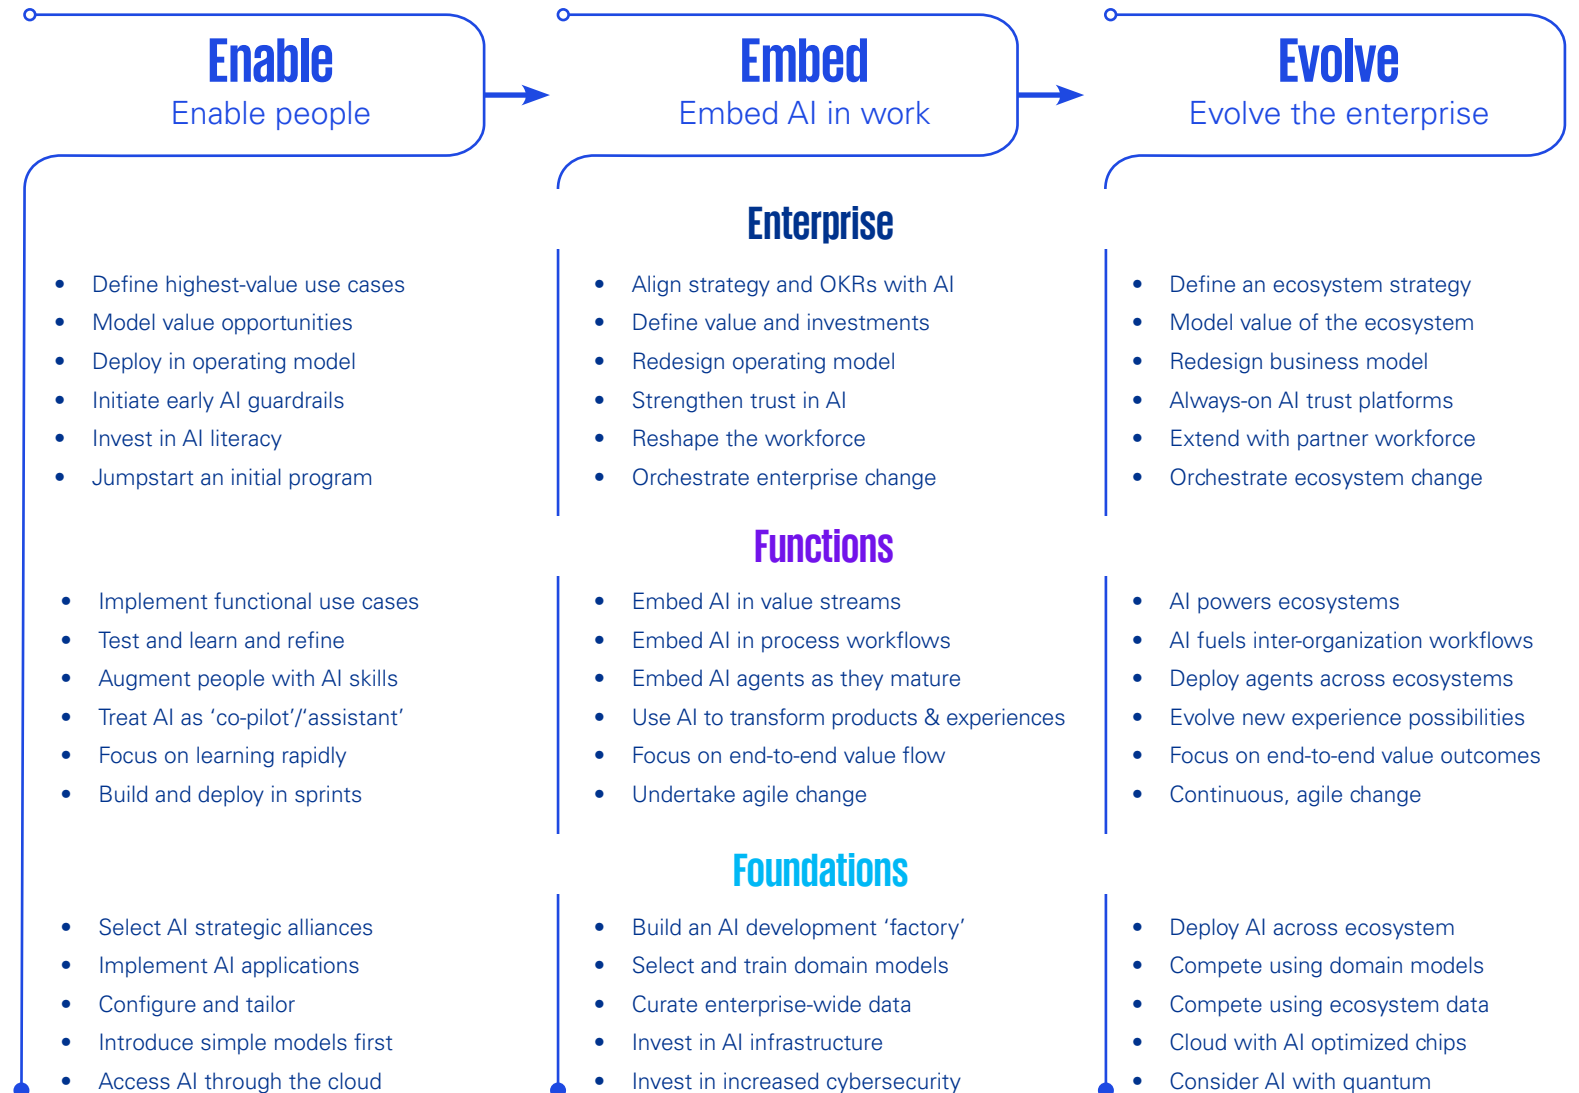 Enable
Enable people
Embed
Embed AI in work
Evolve
Evolve the enterprise
Enterprise
• Define highest-value use cases
• Model value opportunities
• Deploy in operating model
• Initiate early AI guardrails
• Invest in AI literacy
• Jumpstart an initial program
• Align strategy and OKRs with AI
• Define value and investments
• Redesign operating model
• Strengthen trust in AI
• Reshape the workforce
• Orchestrate enterprise change
• Define an ecosystem strategy
• Model value of the ecosystem
• Redesign business model
• Always-on AI trust platforms
• Extend with partner workforce
• Orchestrate ecosystem change
Functions
• Implement functional use cases
• Test and learn and refine
• Augment people with AI skills
• Treat AI as ‘co-pilot’/‘assistant’
• Focus on learning rapidly
• Build and deploy in sprints
• Embed AI in value streams
• Embed AI in process workflows
• Embed AI agents as they mature
• Use AI to transform products & experiences
• Focus on end-to-end value flow
• Undertake agile change
• AI powers ecosystems
• AI fuels inter-organization workflows
• Deploy agents across ecosystems
• Evolve new experience possibilities
• Focus on end-to-end value outcomes
• Continuous, agile change
Foundations
• Select AI strategic alliances
• Implement AI applications
• Configure and tailor
• Introduce simple models first
• Access AI through the cloud
• Build an AI development ‘factory’
• Select and train domain models
• Curate enterprise-wide data
• Invest in AI infrastructure
• Invest in increased cybersecurity
• Deploy AI across ecosystem
• Compete using domain models
• Compete using ecosystem data
• Cloud with AI optimized chips
• Consider AI with quantum